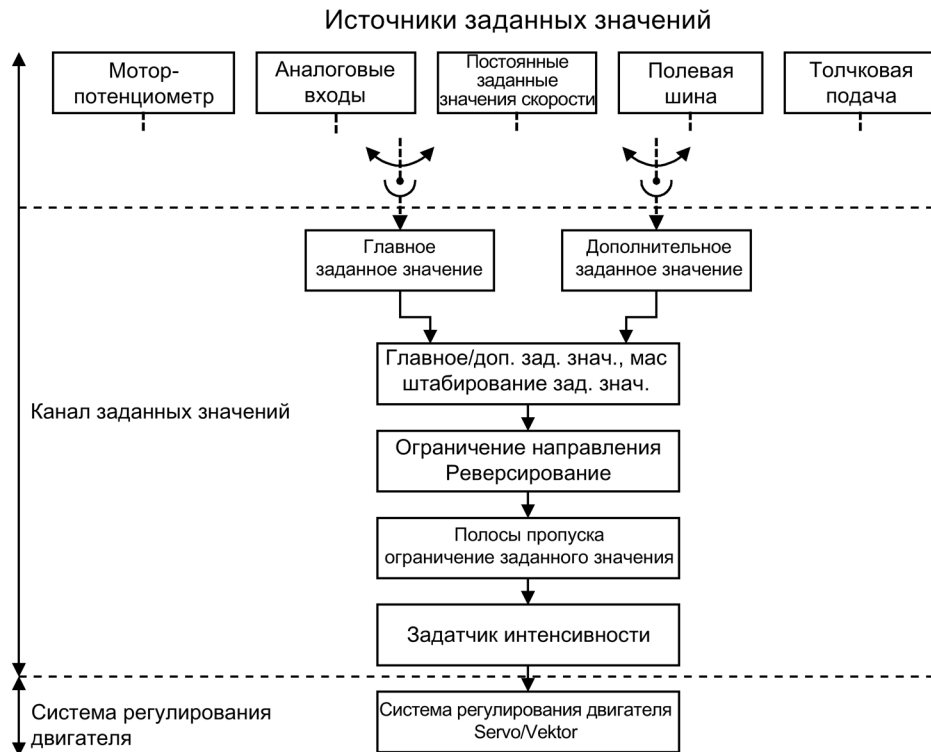 Источники заданных значений
Мотор-
потенциометр
Аналоговые
входы
Постоянные
заданные
значения скорости
Полевая
шина
Толчковая
подача
Главное
заданное значение
Дополнительное
заданное значение
Главное/доп. зад. знач., мас
штабирование зад. знач.
Канал заданных значений
Ограничение направления
Реверсирование
Полосы пропуска
ограничение заданного значения
Задатчик интенсивности
Система регулирования
двигателя
Система регулирования двигателя
Servo/Vektor